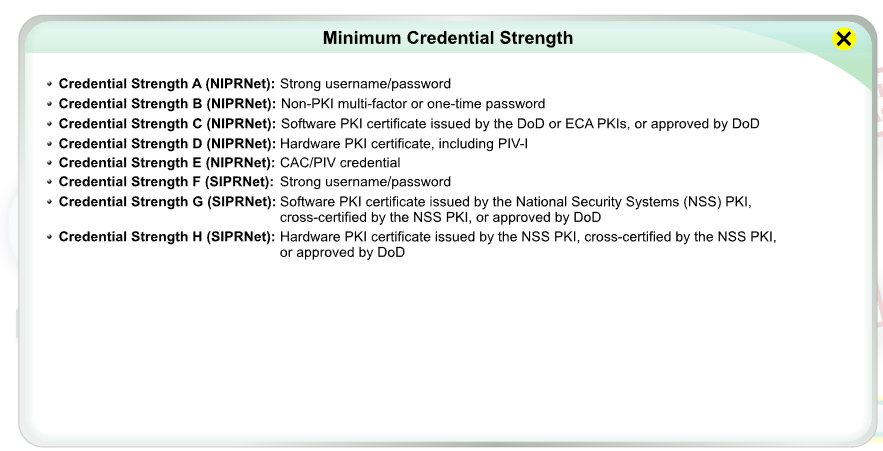 Minimum Credential Strength
Credential Strength A (NIPRNet): Strong username/password
Credential Strength B (NIPRNet): Non-PKI multi-factor or one-time password
Credential Strength C (NIPRNet): Software PKI certificate issued by the DoD or ECA PKIs, or approved by DoD
Credential Strength D (NIPRNet): Hardware PKI certificate, including PIV-I
Credential Strength E (NIPRNet): CAC/PIV credential
Credential Strength F (SIPRNet): Strong username/password
Credential Strength G (SIPRNet): Software PKI certificate issued by the National Security Systems (NSS) PKI,
cross-certified by the NSS PKI, or approved by DoD
Credential Strength H (SIPRNet): Hardware PKI certificate issued by the NSS PKI, cross-certified by the NSS PKI,
or approved by DoD